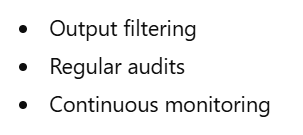 • Output filtering
• Regular audits
• Continuous monitoring